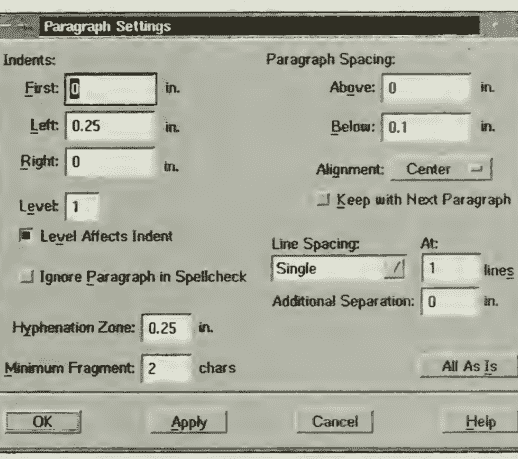 Paragraph Settings
Indents:
First: 0 in.
Left: 0.25 in.
Right: 0 in.
Level: 1
Level Affects Indent
Ignore Paragraph in Spellcheck
Hyphenation Zone: 0.25 in.
Minimum Fragment: 2 chars
Paragraph Spacing:
Above: 0 in.
Below: 0.1 in.
Alignment: Center
Keep with Next Paragraph
Line Spacing: At:
Single 1 lines
Additional Separation: 0 in.
All As Is
OK Apply Cancel Help